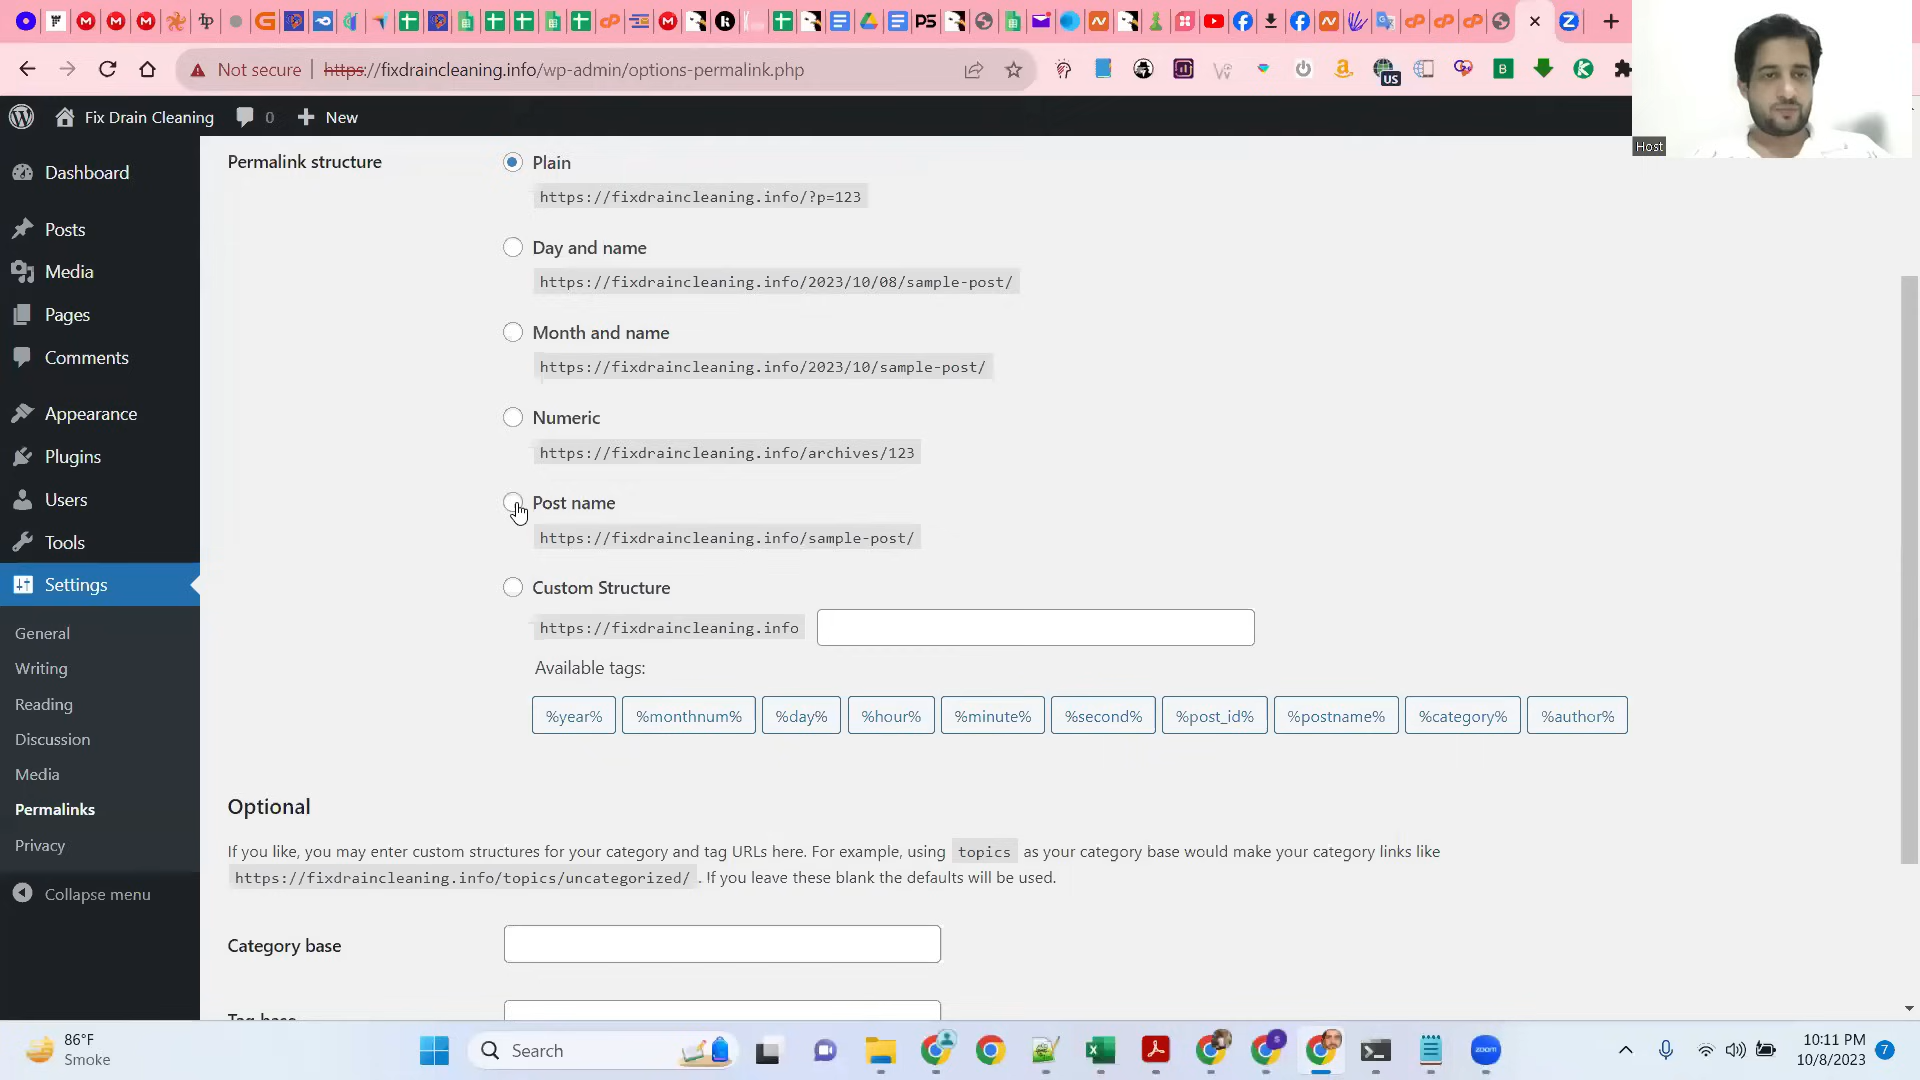 Not secure | https://fixdraincleaning.info/wp-admin/options-permalink.php
US
Fix Drain Cleaning 0 New
Host
Dashboard
Posts
Media
Pages
Comments
Appearance
Plugins
Users
Tools
Settings
General
Writing
Reading
Discussion
Media
Permalinks
Privacy
Collapse menu
Permalink structure
Plain
https://fixdraincleaning.info/?p=123
Day and name
https://fixdraincleaning.info/2023/10/08/sample-post/
Month and name
https://fixdraincleaning.info/2023/10/sample-post/
Numeric
https://fixdraincleaning.info/archives/123
Post name
https://fixdraincleaning.info/sample-post/
Custom Structure
https://fixdraincleaning.info
Available tags:
%year% %monthnum% %day% %hour% %minute% %second% %post_id% %postname% %category% %author%
Optional
If you like, you may enter custom structures for your category and tag URLs here. For example, using topics as your category base would make your category links like
https://fixdraincleaning.info/topics/uncategorized/ . If you leave these blank the defaults will be used.
Category base
Tag base
86°F
Smoke
Search
zoom
10:11 PM
10/8/2023
7